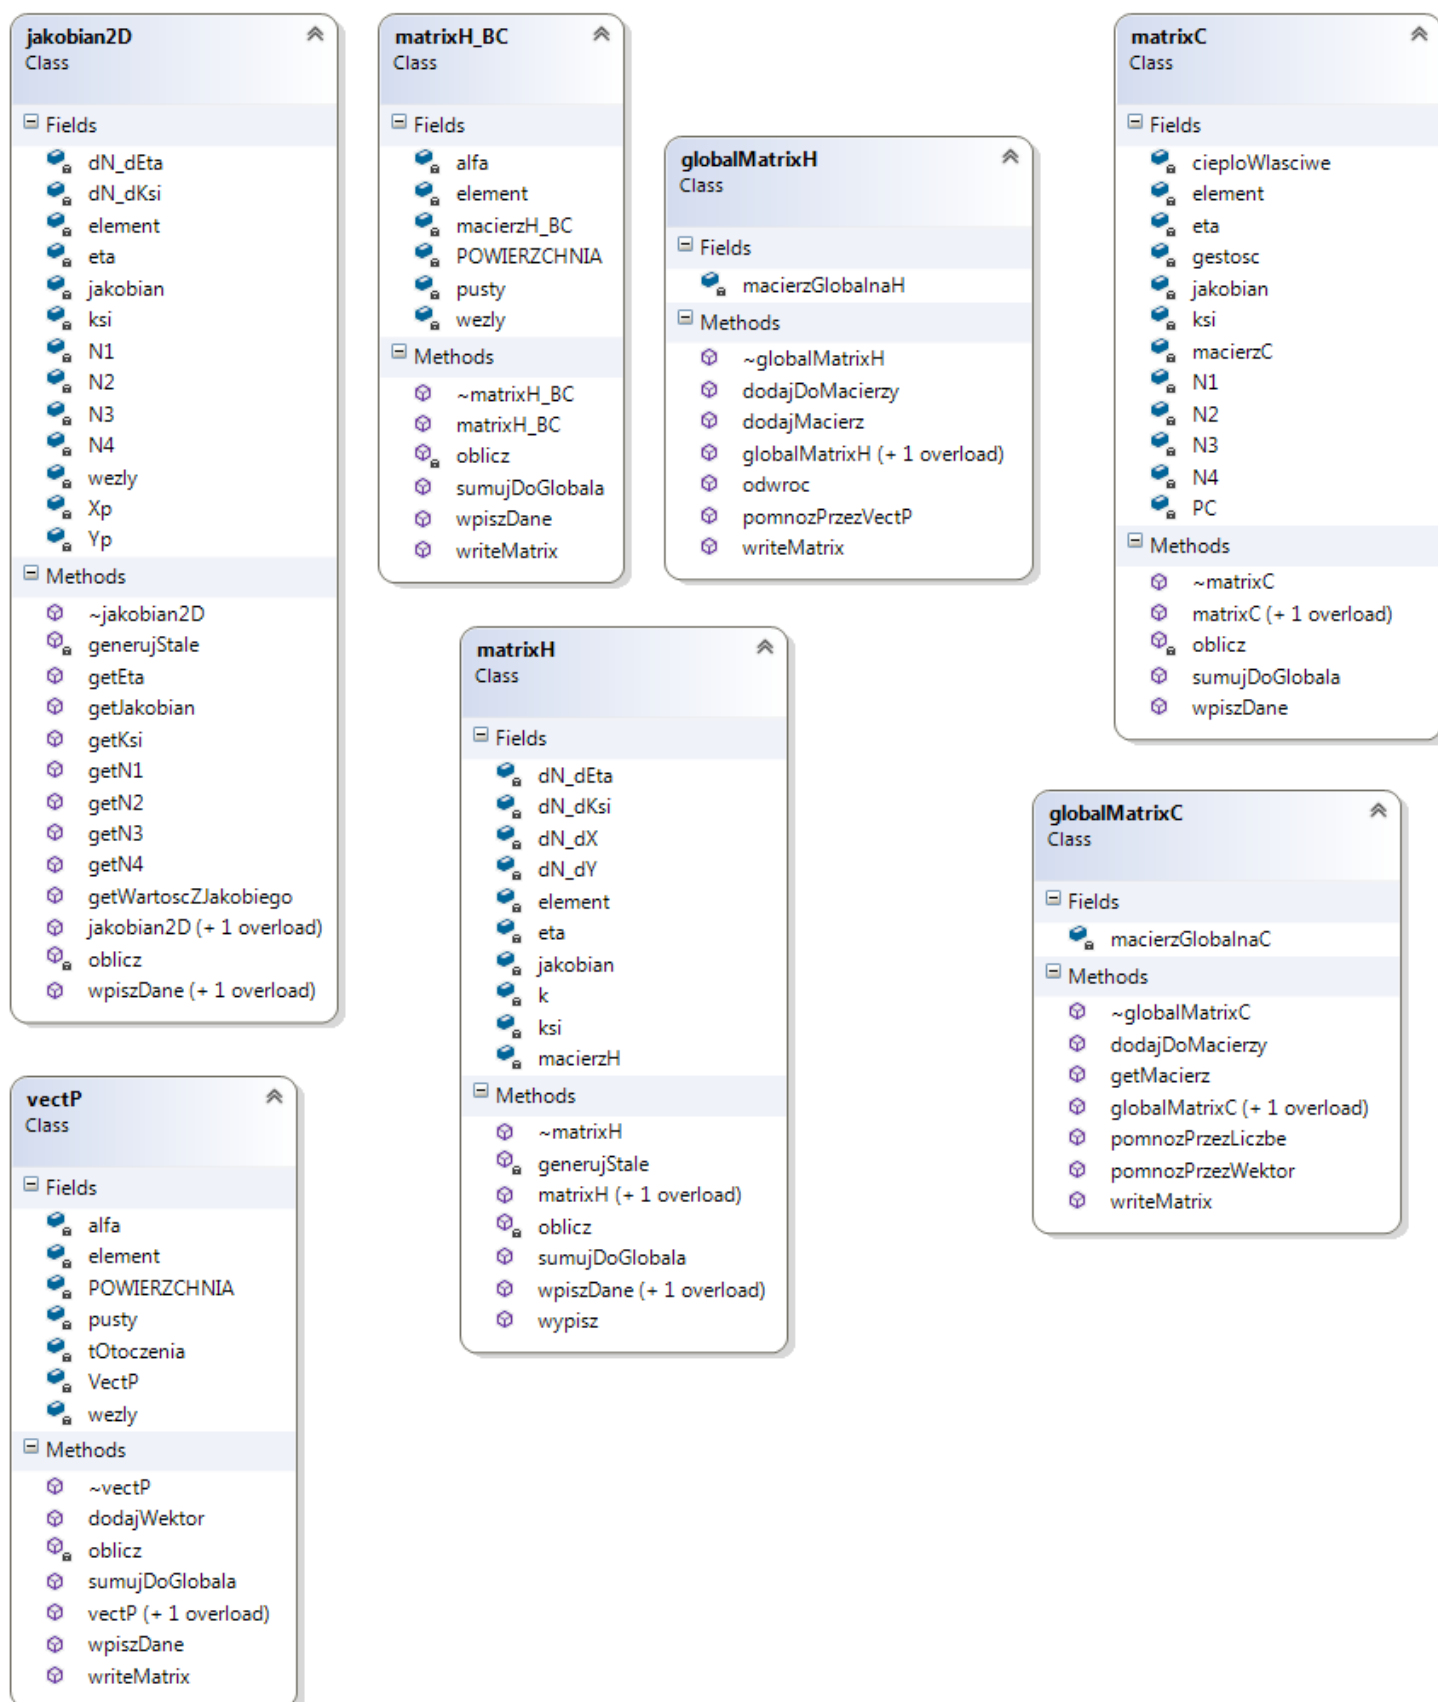 jakobian2D
Class
Fields
dN_dEta
dN_dKsi
element
eta
jakobian
ksi
N1
N2
N3
N4
wezly
Xp
Yp
Methods
~jakobian2D
generujStale
getEta
getJakobian
getKsi
getN1
getN2
getN3
getN4
getWartoscZJakobiego
jakobian2D (+ 1 overload)
oblicz
wpiszDane (+ 1 overload)
matrixH_BC
Class
Fields
alfa
element
macierzH_BC
POWIERZCHNIA
pusty
wezly
Methods
~matrixH_BC
matrixH_BC
oblicz
sumujDoGlobala
wpiszDane
writeMatrix
globalMatrixH
Class
Fields
macierzGlobalnaH
Methods
~globalMatrixH
dodajDoMacierzy
dodajMacierz
globalMatrixH (+ 1 overload)
odwroc
pomnozPrzezVectP
writeMatrix
matrixC
Class
Fields
cieploWlasciwe
element
eta
gestosc
jakobian
ksi
macierzC
N1
N2
N3
N4
PC
Methods
~matrixC
matrixC (+ 1 overload)
oblicz
sumujDoGlobala
wpiszDane
matrixH
Class
Fields
dN_dEta
dN_dKsi
dN_dX
dN_dY
element
eta
jakobian
k
ksi
macierzH
Methods
~matrixH
generujStale
matrixH (+ 1 overload)
oblicz
sumujDoGlobala
wpiszDane (+ 1 overload)
wypisz
globalMatrixC
Class
Fields
macierzGlobalnaC
Methods
~globalMatrixC
dodajDoMacierzy
getMacierz
globalMatrixC (+ 1 overload)
pomnozPrzezLiczbe
pomnozPrzezWektor
writeMatrix
vectP
Class
Fields
alfa
element
POWIERZCHNIA
pusty
tOtoczenia
VectP
wezly
Methods
~vectP
dodajWektor
oblicz
sumujDoGlobala
vectP (+ 1 overload)
wpiszDane
writeMatrix